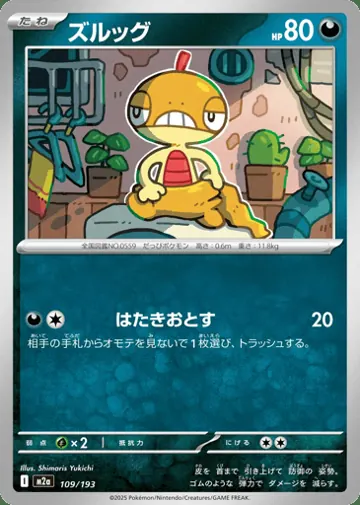 たね
ズルッグ
HP80
全国図鑑NO.0559 だっぴポケモン 高さ:0.6m 重さ:11.8kg
はたきおとす 20
相手の手札からオモテを見ないで1枚選び、トラッシュする。
弱点 ×2 抵抗力 にげる
Illus. Shimaris Yukichi
皮を首まで引き上げて防御の姿勢。
ゴムのような弾力でダメージを減らす。
I m2a 109/193
©2025 Pokémon/Nintendo/Creatures/GAME FREAK.